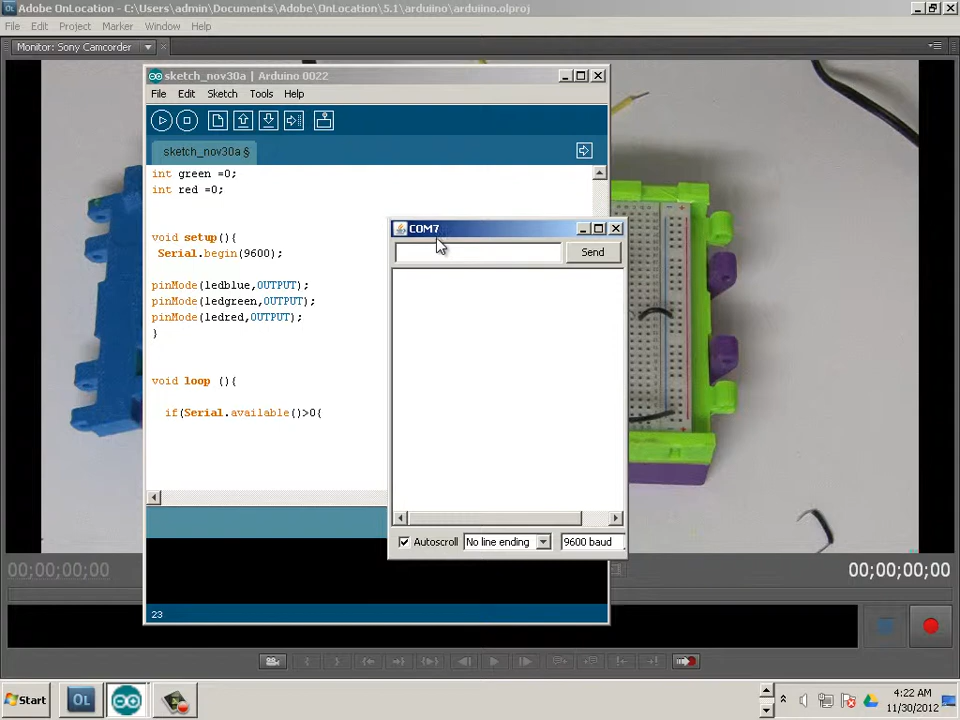 Adobe OnLocation - C:\Users\admin\Documents\Adobe\OnLocation\5.1\arduiino\arduiino.olproj
File Edit Project Marker Window Help
Monitor: Sony Camcorder
sketch_nov30a | Arduino 0022
File Edit Sketch Tools Help
sketch_nov30a §
int green =0;
int red =0;
void setup(){
Serial.begin(9600);
pinMode(ledblue,OUTPUT);
pinMode(ledgreen,OUTPUT);
pinMode(ledred,OUTPUT);
}
void loop (){
if(Serial.available()>0{
23
COM7
Send
Autoscroll No line ending 9600 baud
00;00;00;00 00;00;00;00
Start OL 4:22 AM
11/30/2012